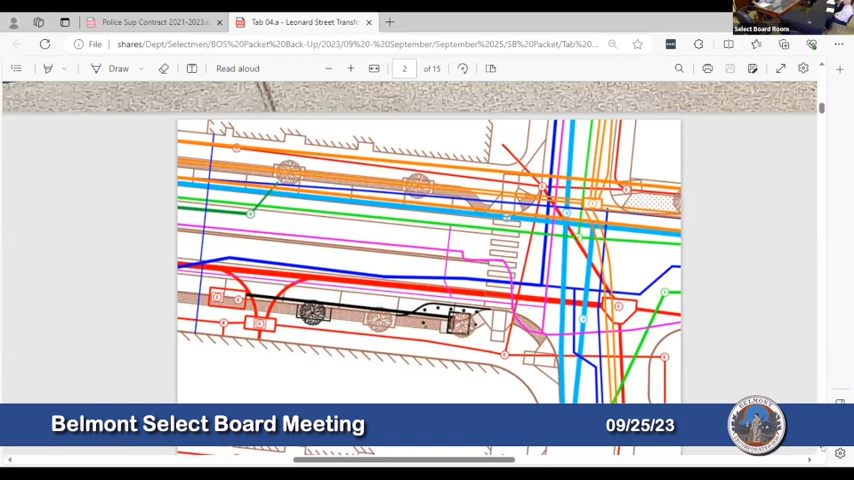 Police Sup Contract 2021-2023.x
Tab 04.a - Leonard Street Transfo
Select Board Room
File
shares/Dept/Selectmen/BOS%20Packet%20Back-Up/2023/09%20-%20September/September%2025/SB%20Packet/Tab%
Draw
Read aloud
2
of 15
Belmont Select Board Meeting
09/25/23
BELMONT